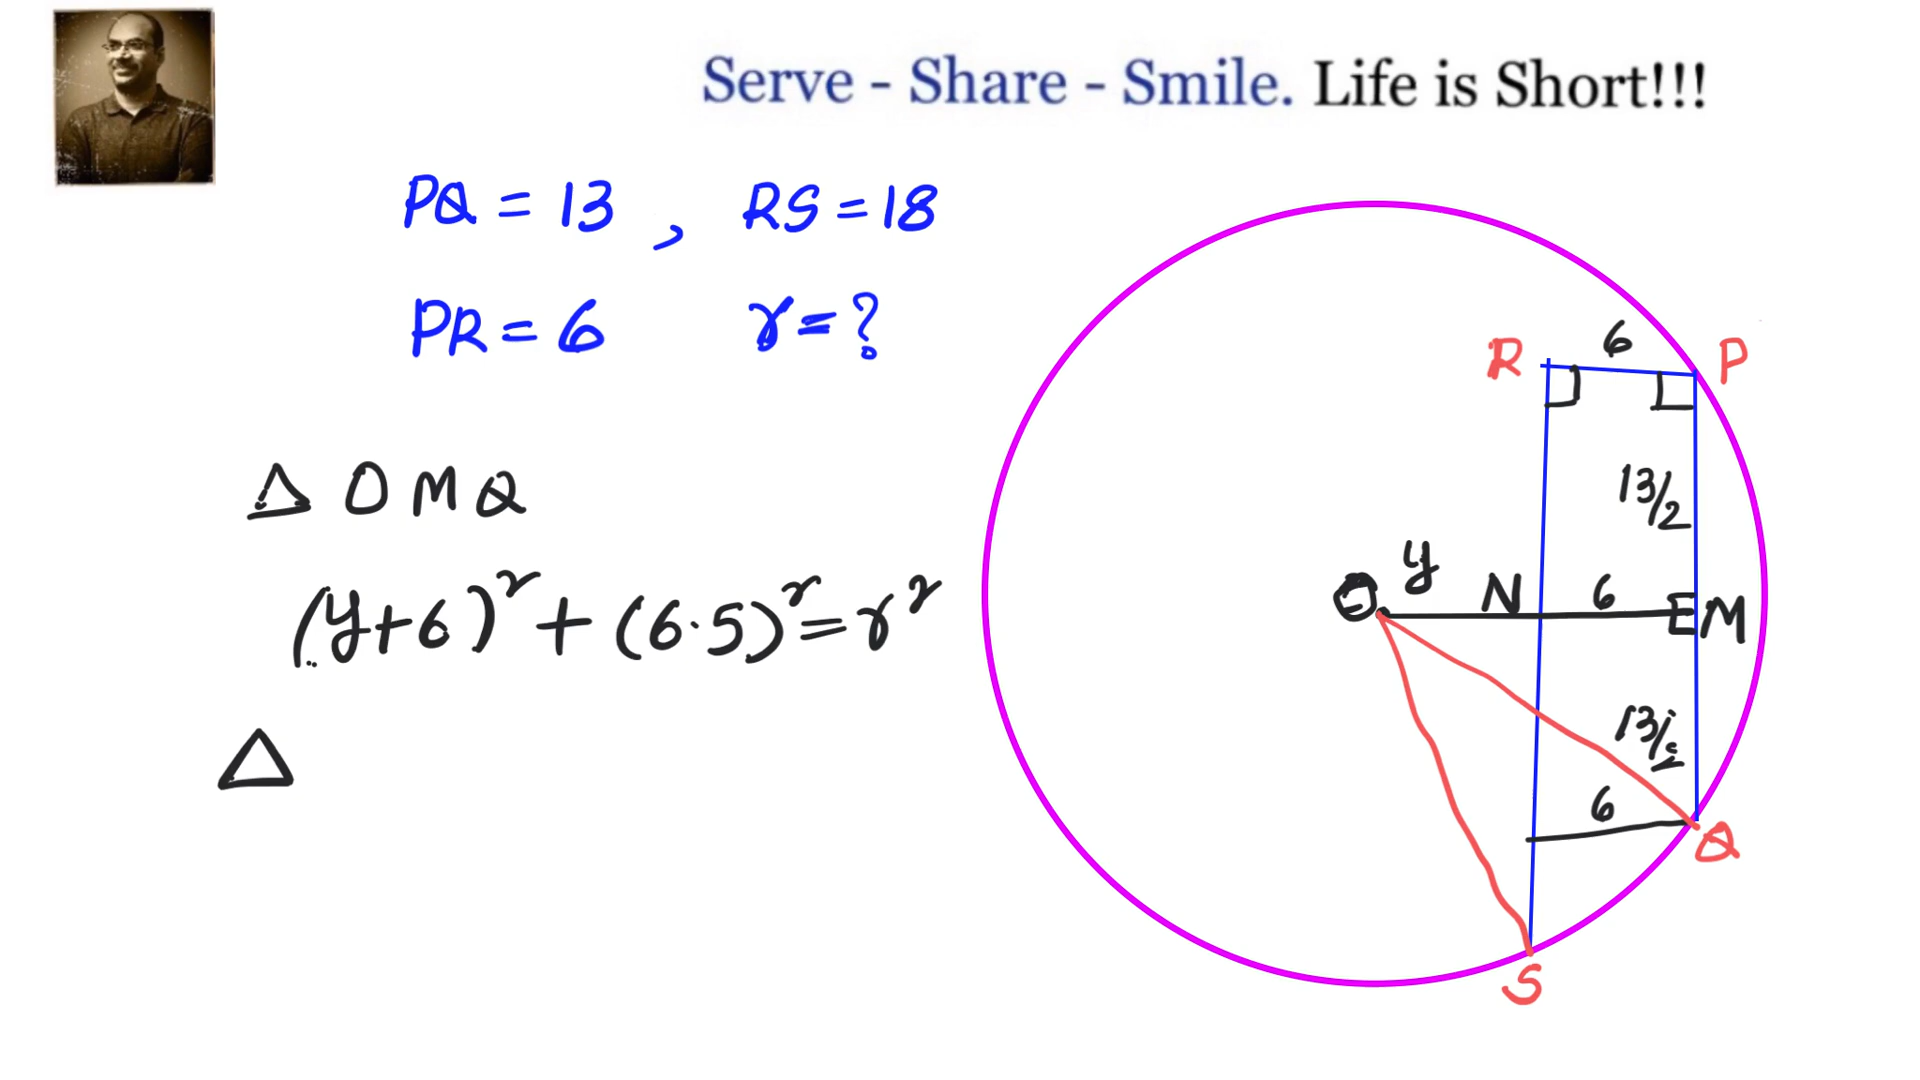 Serve - Share - Smile. Life is Short!!!
PQ = 13 , RS = 18
PR = 6 r = ?
Δ OMQ
(y+6)² + (6.5)² = r²
Δ
R 6 P
13/2
O y N 6 M
13/2
6
Q
S